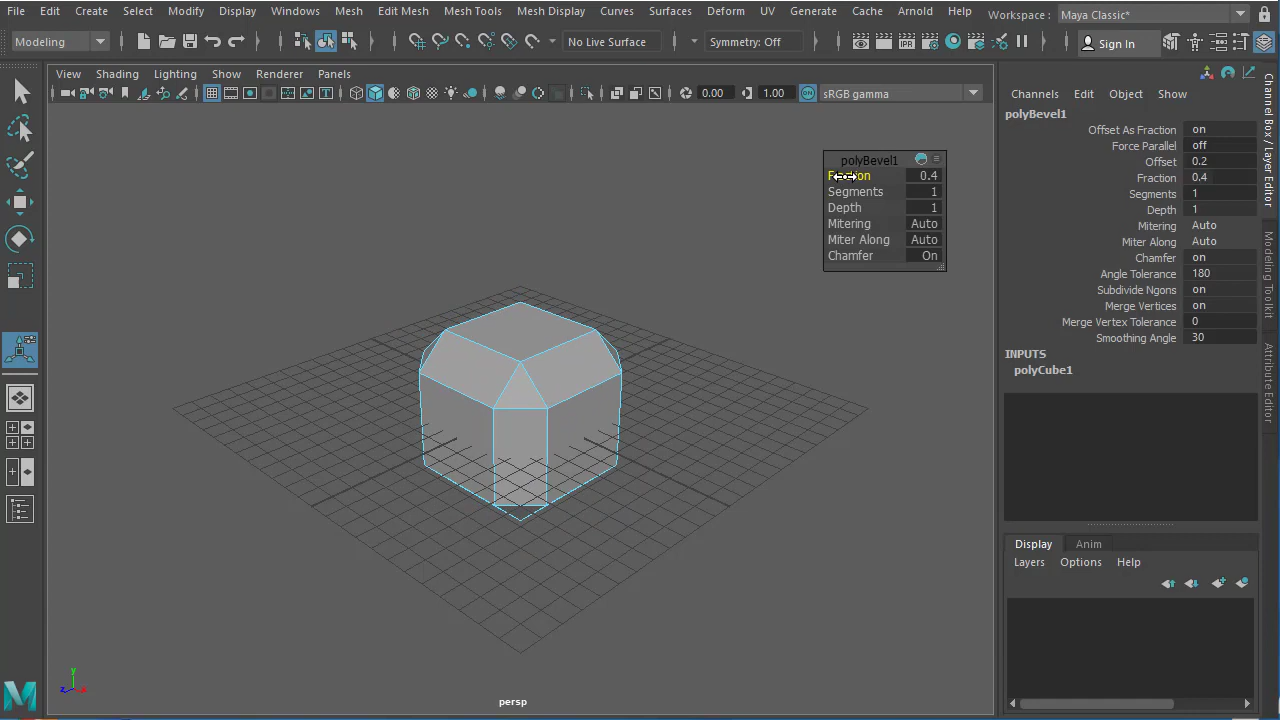 File Edit Create Select Modify Display Windows Mesh Edit Mesh Mesh Tools Mesh Display Curves Surfaces Deform UV Generate Cache Arnold Help Workspace : Maya Classic*
Modeling No Live Surface Symmetry: Off IPR Sign In
View Shading Lighting Show Renderer Panels
0.00 1.00 ON sRGB gamma
polyBevel1
Segments 1
0.4
Depth 1
Mitering Auto
Miter Along Auto
Chamfer On
y
z
x
persp
Channels Edit Object Show
polyBevel1
Offset As Fraction on
Force Parallel off
Offset 0.2
Fraction 0.4
Segments 1
Depth 1
Mitering Auto
Miter Along Auto
Chamfer on
Angle Tolerance 180
Subdivide Ngons on
Merge Vertices on
Merge Vertex Tolerance 0
Smoothing Angle 30
INPUTS
polyCube1
Display Anim
Layers Options Help
Channel Box / Layer Editor
Modeling Toolkit
Attribute Editor